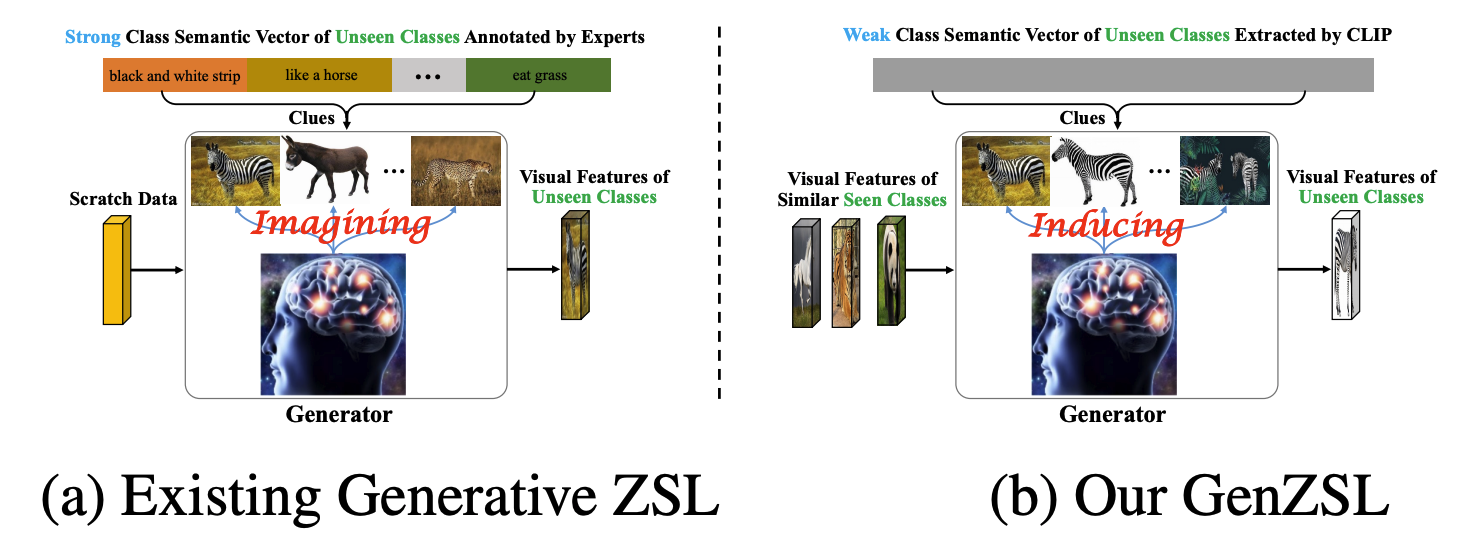 Strong Class Semantic Vector of Unseen Classes Annotated by Experts
black and white strip
like a horse
...
eat grass
Clues
...
Scratch Data
Imagining
Visual Features of
Unseen Classes
Generator
(a) Existing Generative ZSL
Weak Class Semantic Vector of Unseen Classes Extracted by CLIP
Clues
...
Visual Features of
Similar Seen Classes
Inducing
Visual Features of
Unseen Classes
Generator
(b) Our GenZSL